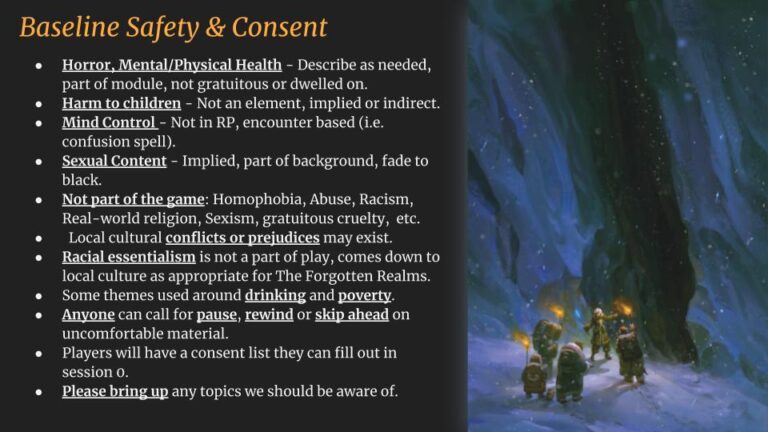 Baseline Safety & Consent
● Horror, Mental/Physical Health - Describe as needed,
part of module, not gratuitous or dwelled on.
● Harm to children - Not an element, implied or indirect.
● Mind Control - Not in RP, encounter based (i.e.
confusion spell).
● Sexual Content - Implied, part of background, fade to
black.
● Not part of the game: Homophobia, Abuse, Racism,
Real-world religion, Sexism, gratuitous cruelty, etc.
● Local cultural conflicts or prejudices may exist.
● Racial essentialism is not a part of play, comes down to
local culture as appropriate for The Forgotten Realms.
● Some themes used around drinking and poverty.
● Anyone can call for pause, rewind or skip ahead on
uncomfortable material.
● Players will have a consent list they can fill out in
session 0.
● Please bring up any topics we should be aware of.